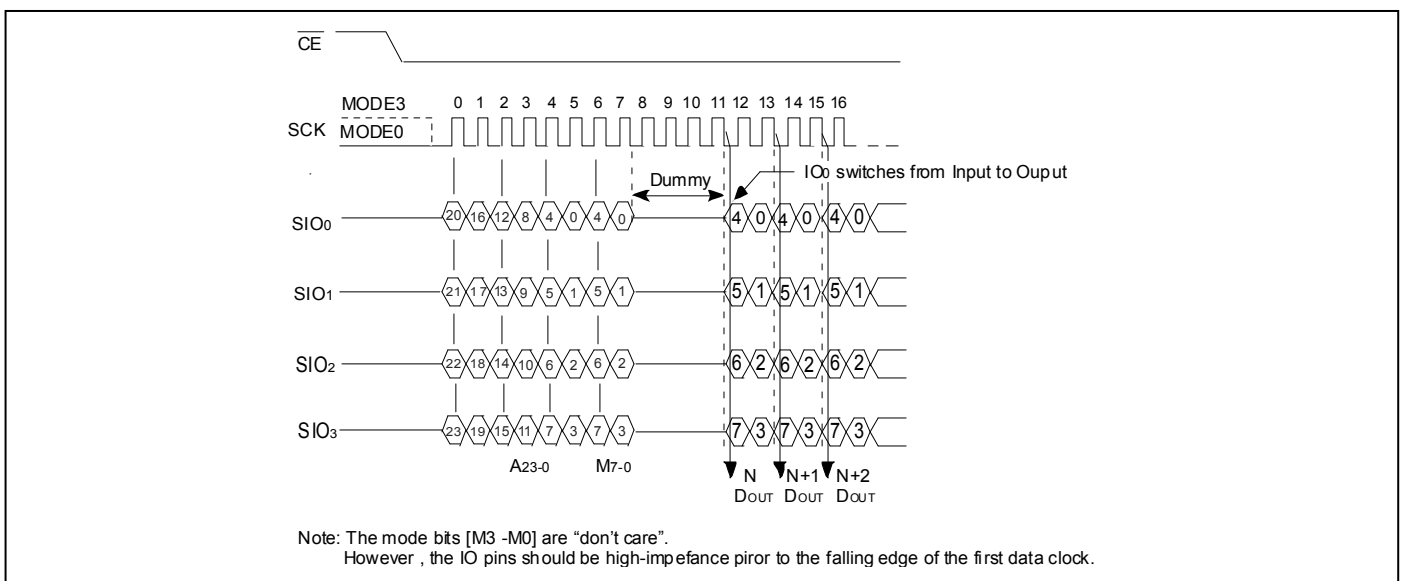 CE
MODE3 0 1 2 3 4 5 6 7 8 9 10 11 12 13 14 15 16
SCK MODE0
Dummy IO0 switches from Input to Ouput
SIO0 20 16 12 8 4 0 4 0 4 0 4 0 4 0
SIO1 21 17 13 9 5 1 5 1 5 1 5 1 5 1
SIO2 22 18 14 10 6 2 6 2 6 2 6 2 6 2
SIO3 23 19 15 11 7 3 7 3 7 3 7 3 7 3
A23-0 M7-0 N N+1 N+2
DOUT DOUT DOUT
Note: The mode bits [M3 -M0] are “don’t care”.
However , the IO pins should be high-impefance piror to the falling edge of the first data clock.